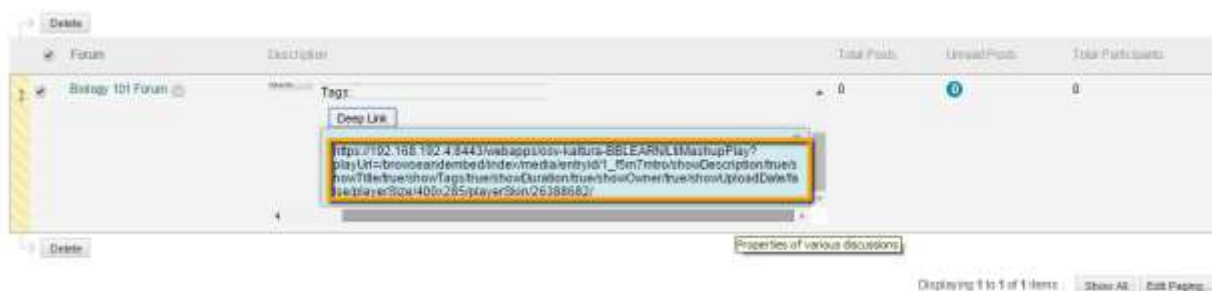 Delete
Forum Description Total Posts Unread Posts Total Participants
Biology 101 Forum 0 0 0
Tags:
Deep Link
https://192.168.192.4:8443/webapps/osv-kaltura-BBLEARN/LtiMashupPlay?
playUrl=/browseandembed/index/media/entryid/1_f5m7mtro/showDescription/true/s
howTitle/true/showTags/true/showDuration/true/showOwner/true/showUploadDate/fa
lse/playerSize/400x285/playerSkin/26388682/
Properties of various discussions
Delete
Displaying 1 to 1 of 1 items Show All Edit Paging...